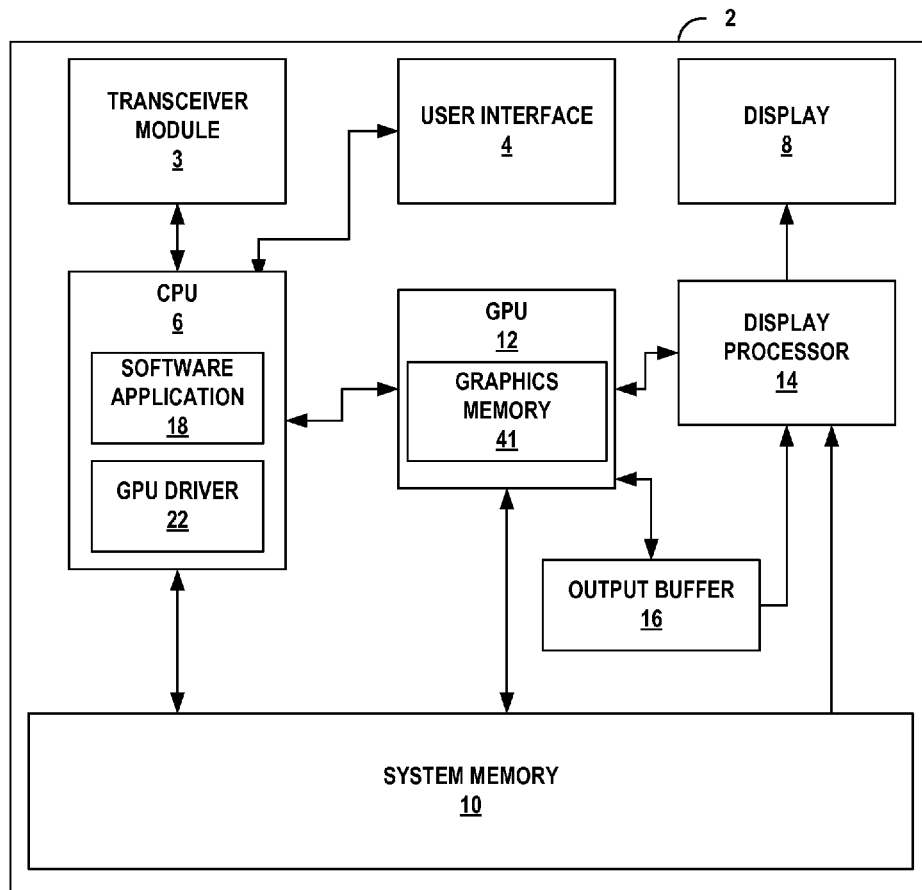 2
TRANSCEIVER
MODULE
3
USER INTERFACE
4
DISPLAY
8
CPU
6
SOFTWARE
APPLICATION
18
GPU DRIVER
22
GPU
12
GRAPHICS
MEMORY
41
DISPLAY
PROCESSOR
14
OUTPUT BUFFER
16
SYSTEM MEMORY
10